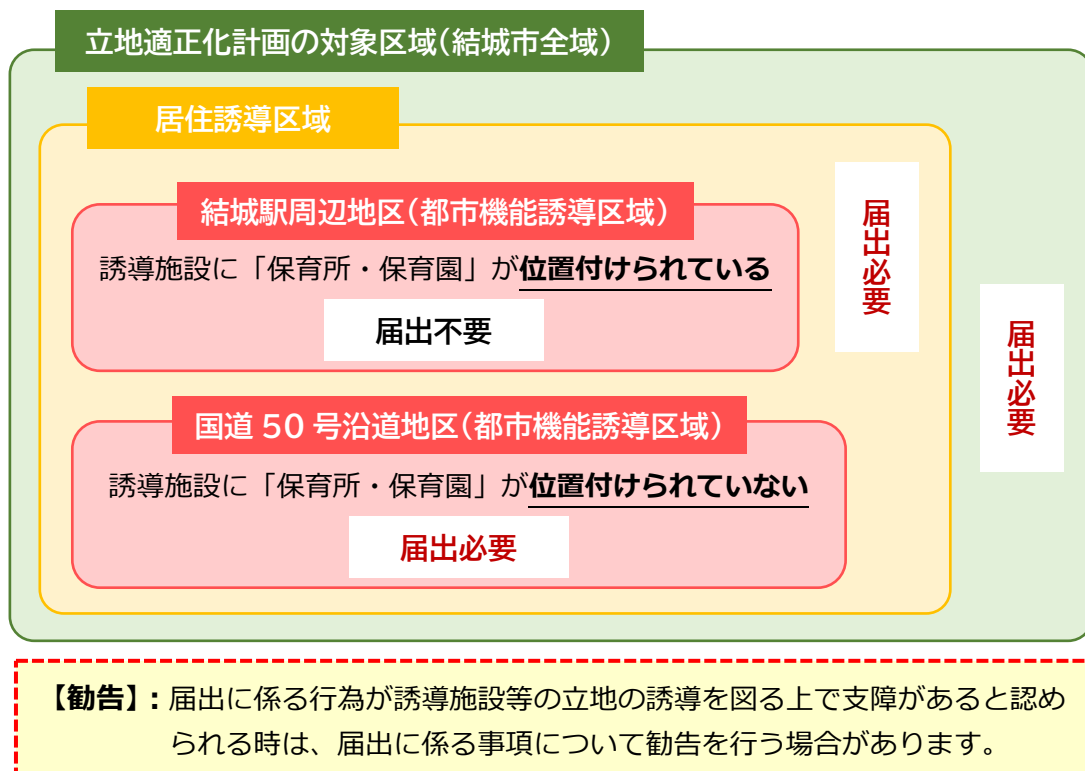 立地適正化計画の対象区域（結城市全域）
居住誘導区域
結城駅周辺地区（都市機能誘導区域）
誘導施設に「保育所・保育園」が位置付けられている
届出不要
国道 50 号沿道地区（都市機能誘導区域）
誘導施設に「保育所・保育園」が位置付けられていない
届出必要
届出必要
届出必要
【勧告】：届出に係る行為が誘導施設等の立地の誘導を図る上で支障があると認め
られる時は、届出に係る事項について勧告を行う場合があります。